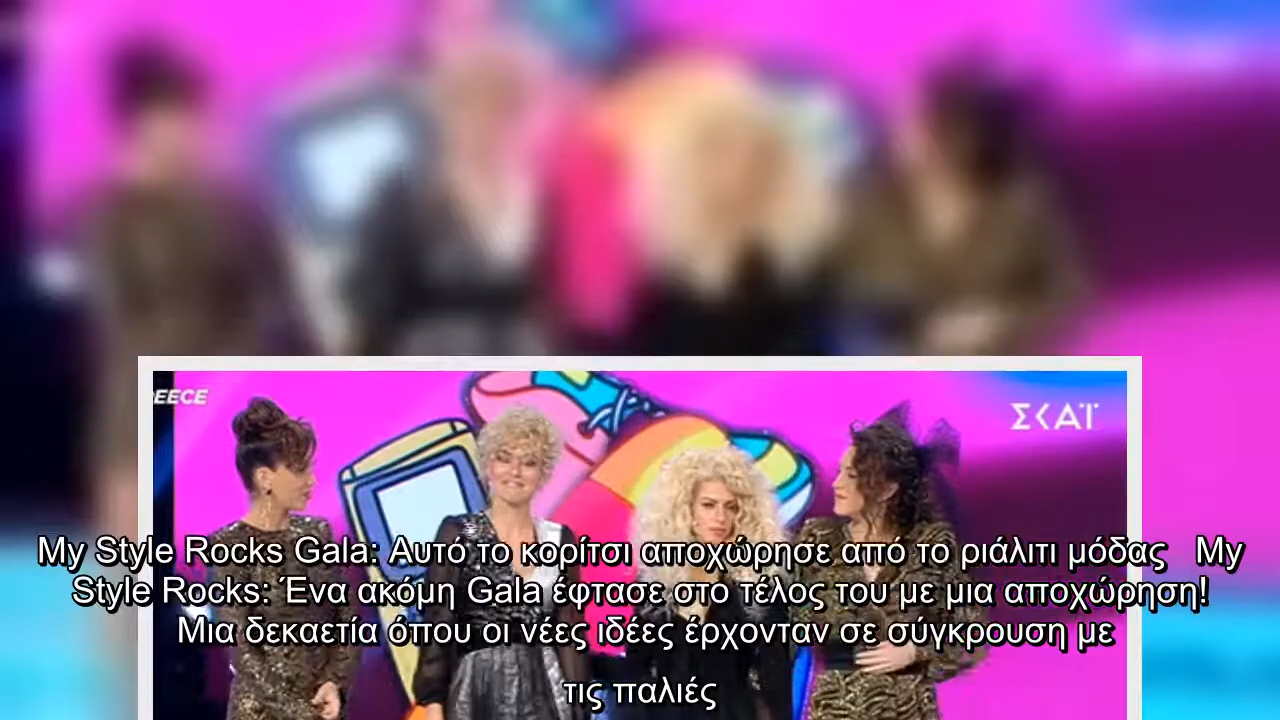 EECE
ΣΚΑΪ
My Style Rocks Gala: Αυτό το κορίτσι αποχώρησε από το ριάλιτι μόδας My
Style Rocks: Ένα ακόμη Gala έφτασε στο τέλος του με μια αποχώρηση!
Μια δεκαετία όπου οι νέες ιδέες έρχονταν σε σύγκρουση με
τις παλιές